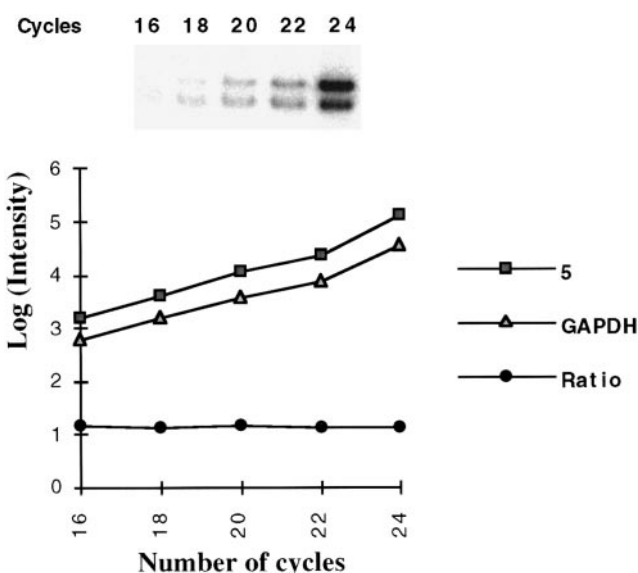 Cycles 16 18 20 22 24
6
5
4
3
2
1
0
Log (Intensity)
16 18 20 22 24
Number of cycles
5
GAPDH
Ratio